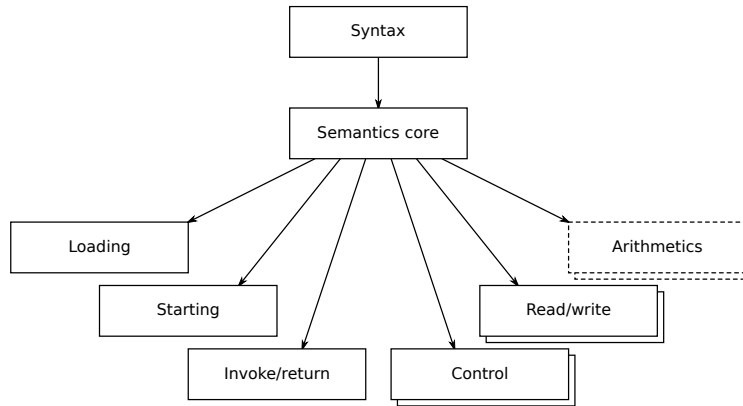 Syntax
Semantics core
Loading
Arithmetics
Starting
Read/write
Invoke/return
Control